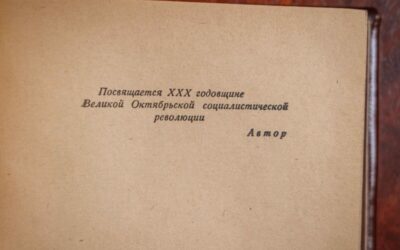 Посвящается XXX годовщине
Великой Октябрьской социалистической
революции
Автор